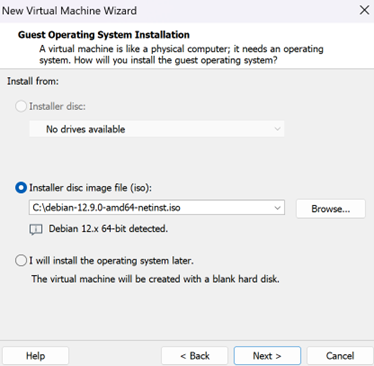 New Virtual Machine Wizard
Guest Operating System Installation
A virtual machine is like a physical computer; it needs an operating
system. How will you install the guest operating system?
Install from:
Installer disc:
No drives available
Installer disc image file (iso):
C:\debian-12.9.0-amd64-netinst.iso
Browse...
Debian 12.x 64-bit detected.
I will install the operating system later.
The virtual machine will be created with a blank hard disk.
Help
< Back
Next >
Cancel